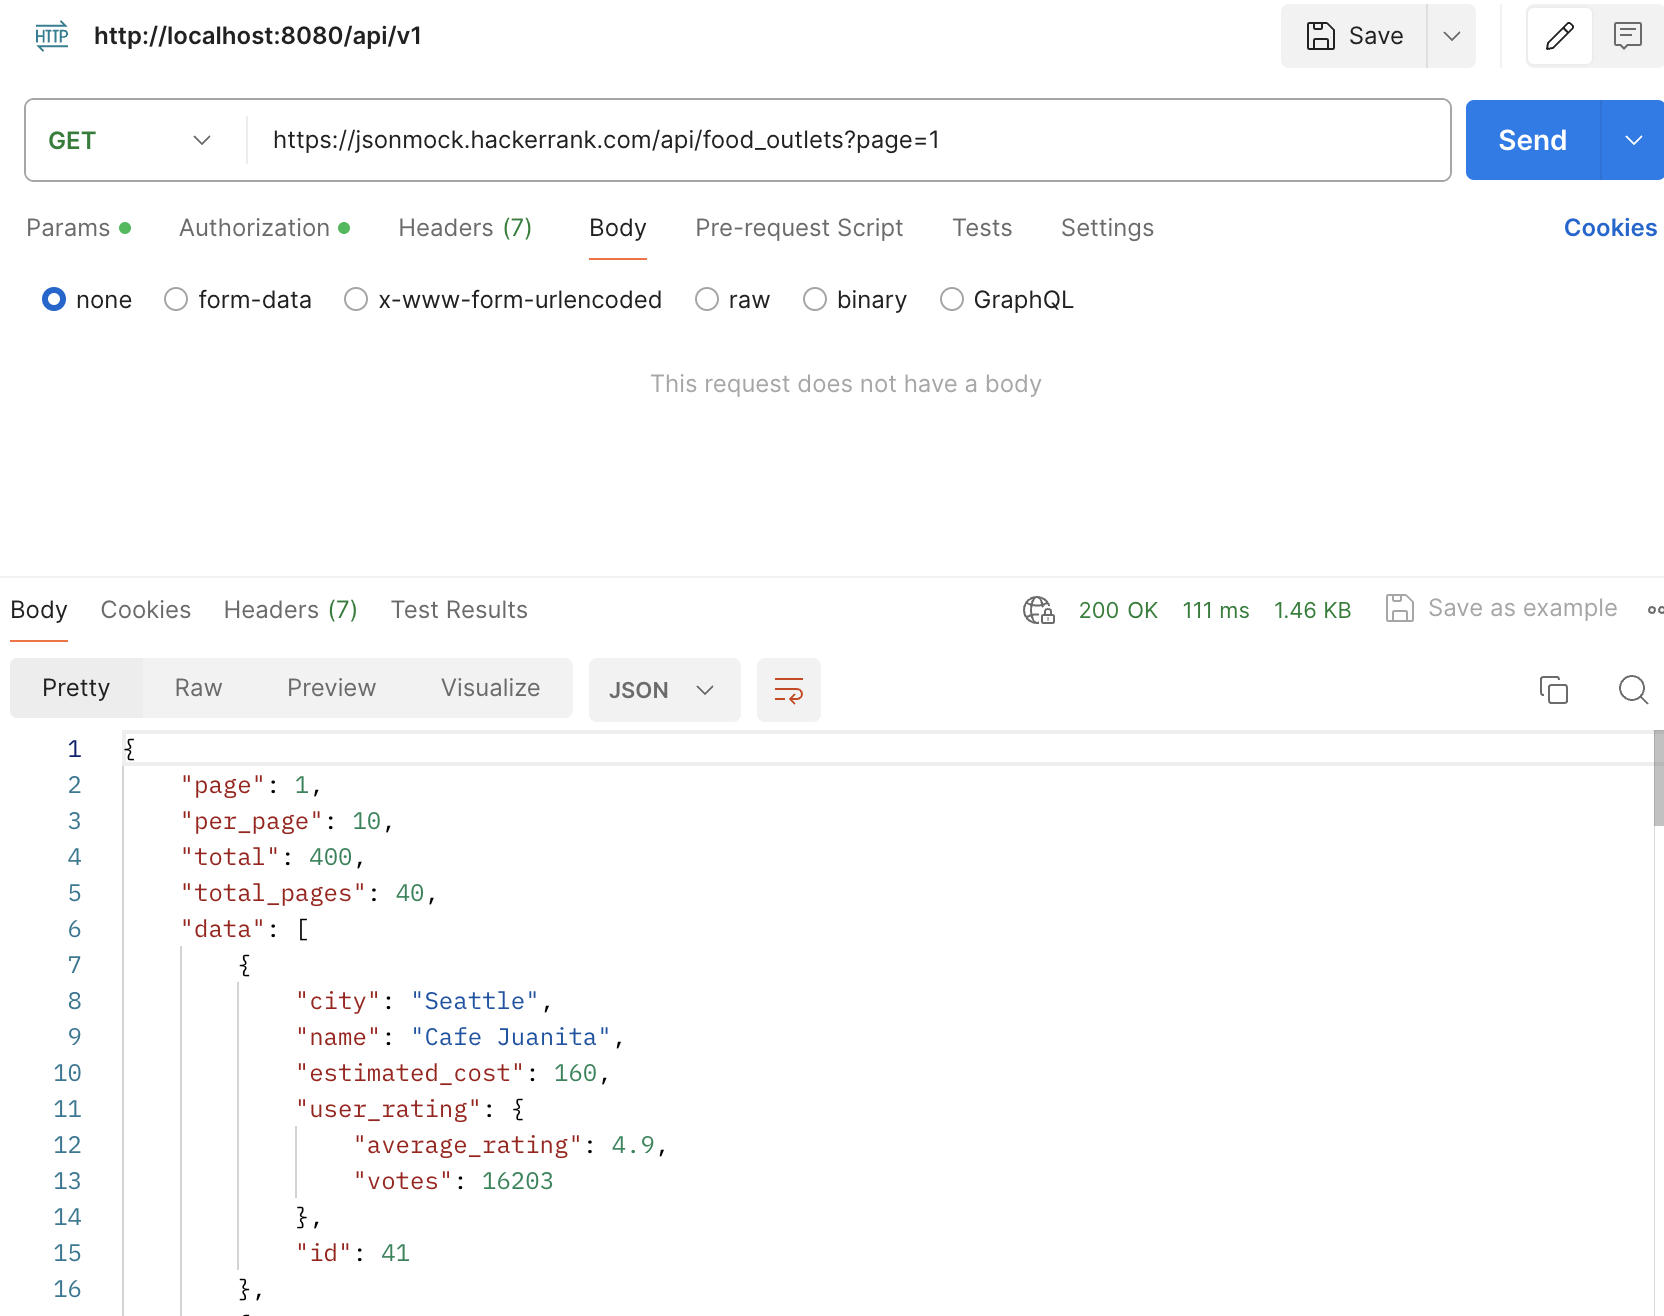 HTTP http://localhost:8080/api/v1 Save
GET https://jsonmock.hackerrank.com/api/food_outlets?page=1 Send
Params Authorization Headers (7) Body Pre-request Script Tests Settings Cookies
none form-data x-www-form-urlencoded raw binary GraphQL
This request does not have a body
Body Cookies Headers (7) Test Results 200 OK 111 ms 1.46 KB Save as example
Pretty Raw Preview Visualize JSON
1 {
2 "page": 1,
3 "per_page": 10,
4 "total": 400,
5 "total_pages": 40,
6 "data": [
7 {
8 "city": "Seattle",
9 "name": "Cafe Juanita",
10 "estimated_cost": 160,
11 "user_rating": {
12 "average_rating": 4.9,
13 "votes": 16203
14 },
15 "id": 41
16 },